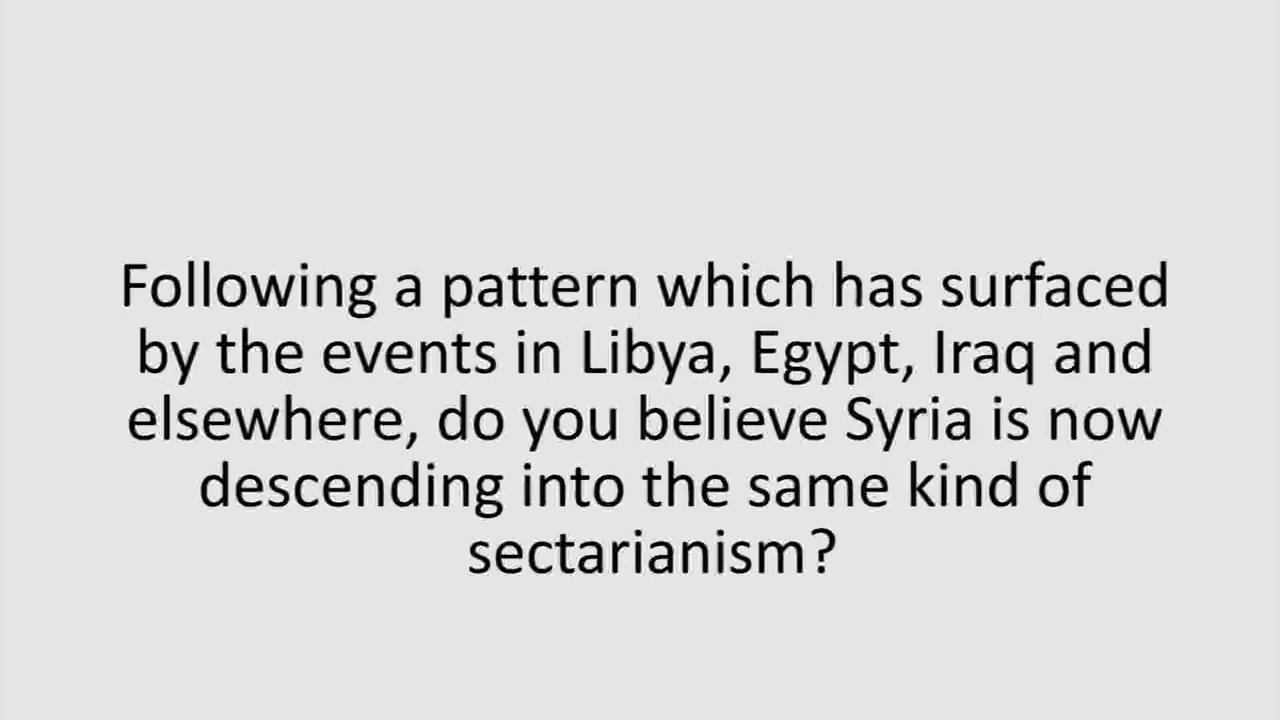 Following a pattern which has surfaced
by the events in Libya, Egypt, Iraq and
elsewhere, do you believe Syria is now
descending into the same kind of
sectarianism?